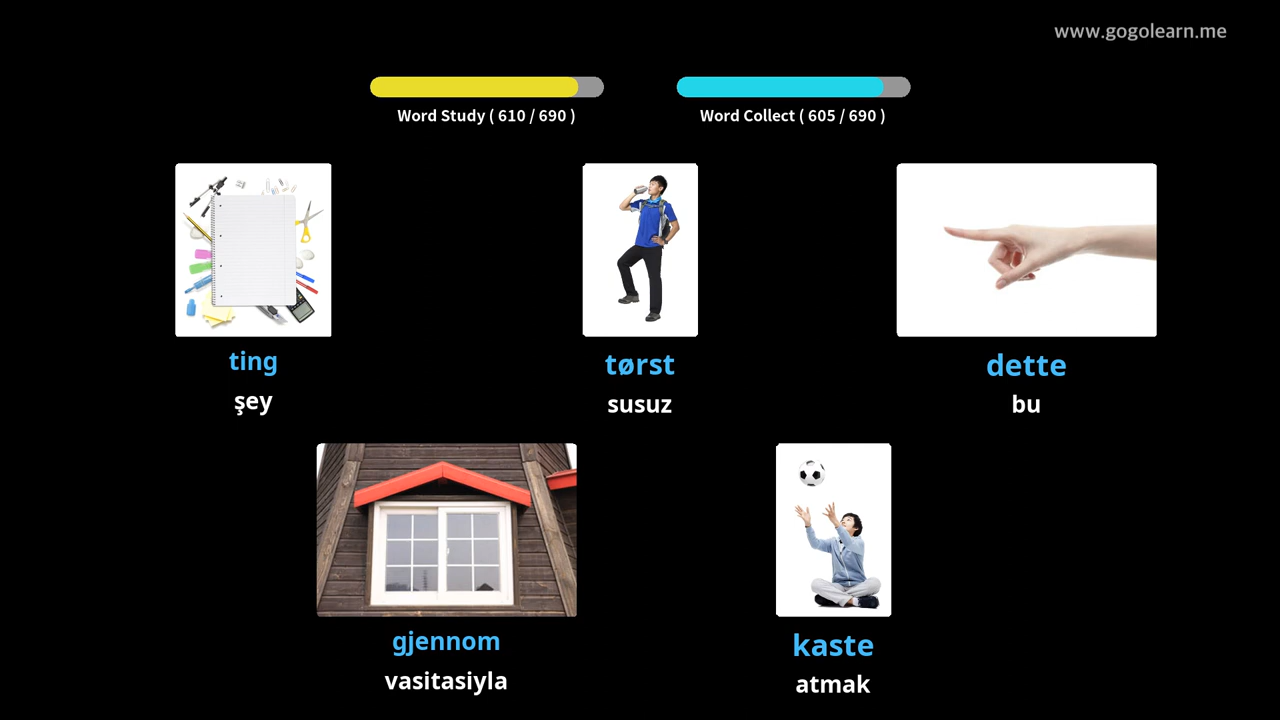 www.gogolearn.me
Word Study ( 610 / 690 )
Word Collect ( 605 / 690 )
ting
şey
tørst
susuz
dette
bu
gjennom
vasitasiyla
kaste
atmak